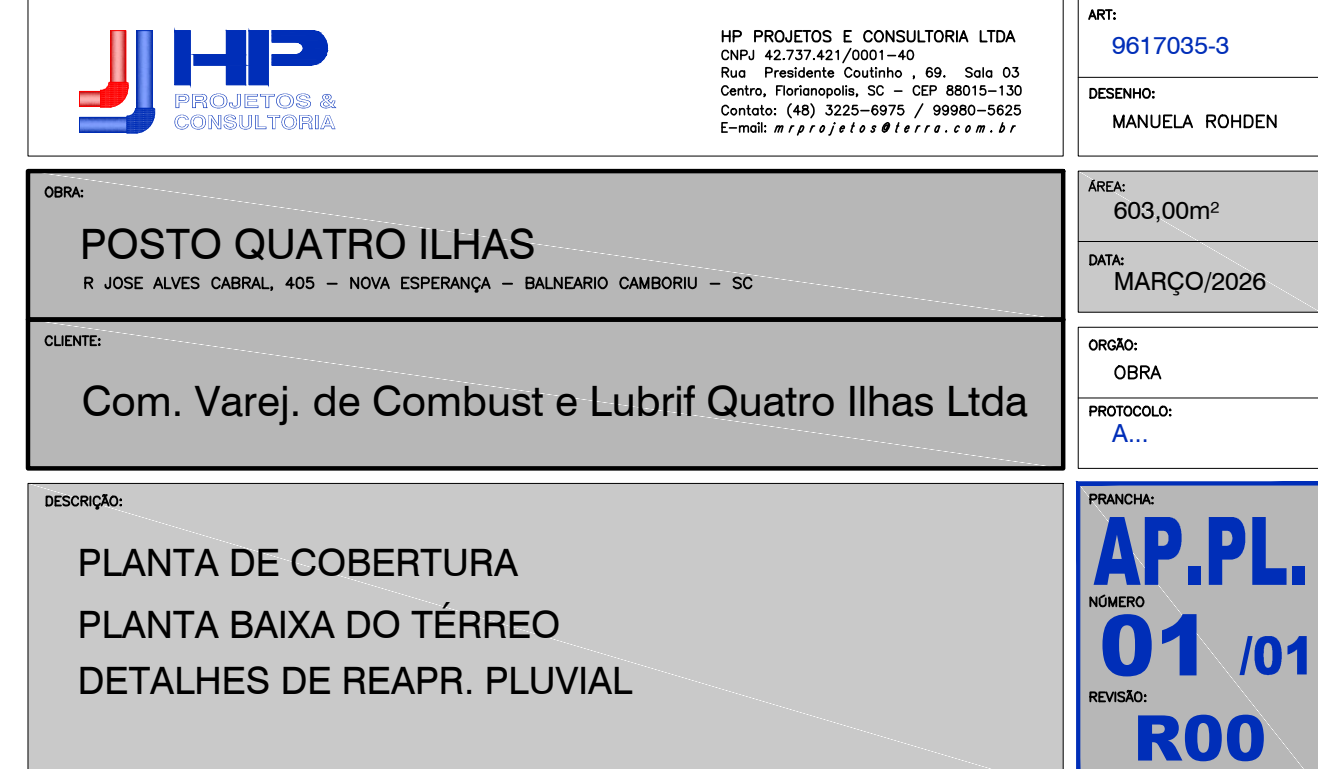 HP
PROJETOS &
CONSULTORIA
HP PROJETOS E CONSULTORIA LTDA
CNPJ 42.737.421/0001-40
Rua Presidente Coutinho , 69. Sala 03
Centro, Florianopolis, SC - CEP 88015-130
Contato: (48) 3225-6975 / 99980-5625
E-mail: mrprojetos@terra.com.br
ART:
9617035-3
DESENHO:
MANUELA ROHDEN
OBRA:
POSTO QUATRO ILHAS
R JOSE ALVES CABRAL, 405 - NOVA ESPERANÇA - BALNEARIO CAMBORIU - SC
ÁREA:
603,00m²
DATA:
MARÇO/2026
CLIENTE:
Com. Varej. de Combust e Lubrif Quatro Ilhas Ltda
ORGÃO:
OBRA
PROTOCOLO:
A...
DESCRIÇÃO:
PLANTA DE COBERTURA
PLANTA BAIXA DO TÉRREO
DETALHES DE REAPR. PLUVIAL
PRANCHA:
AP.PL.
NÚMERO
01 /01
REVISÃO:
R00